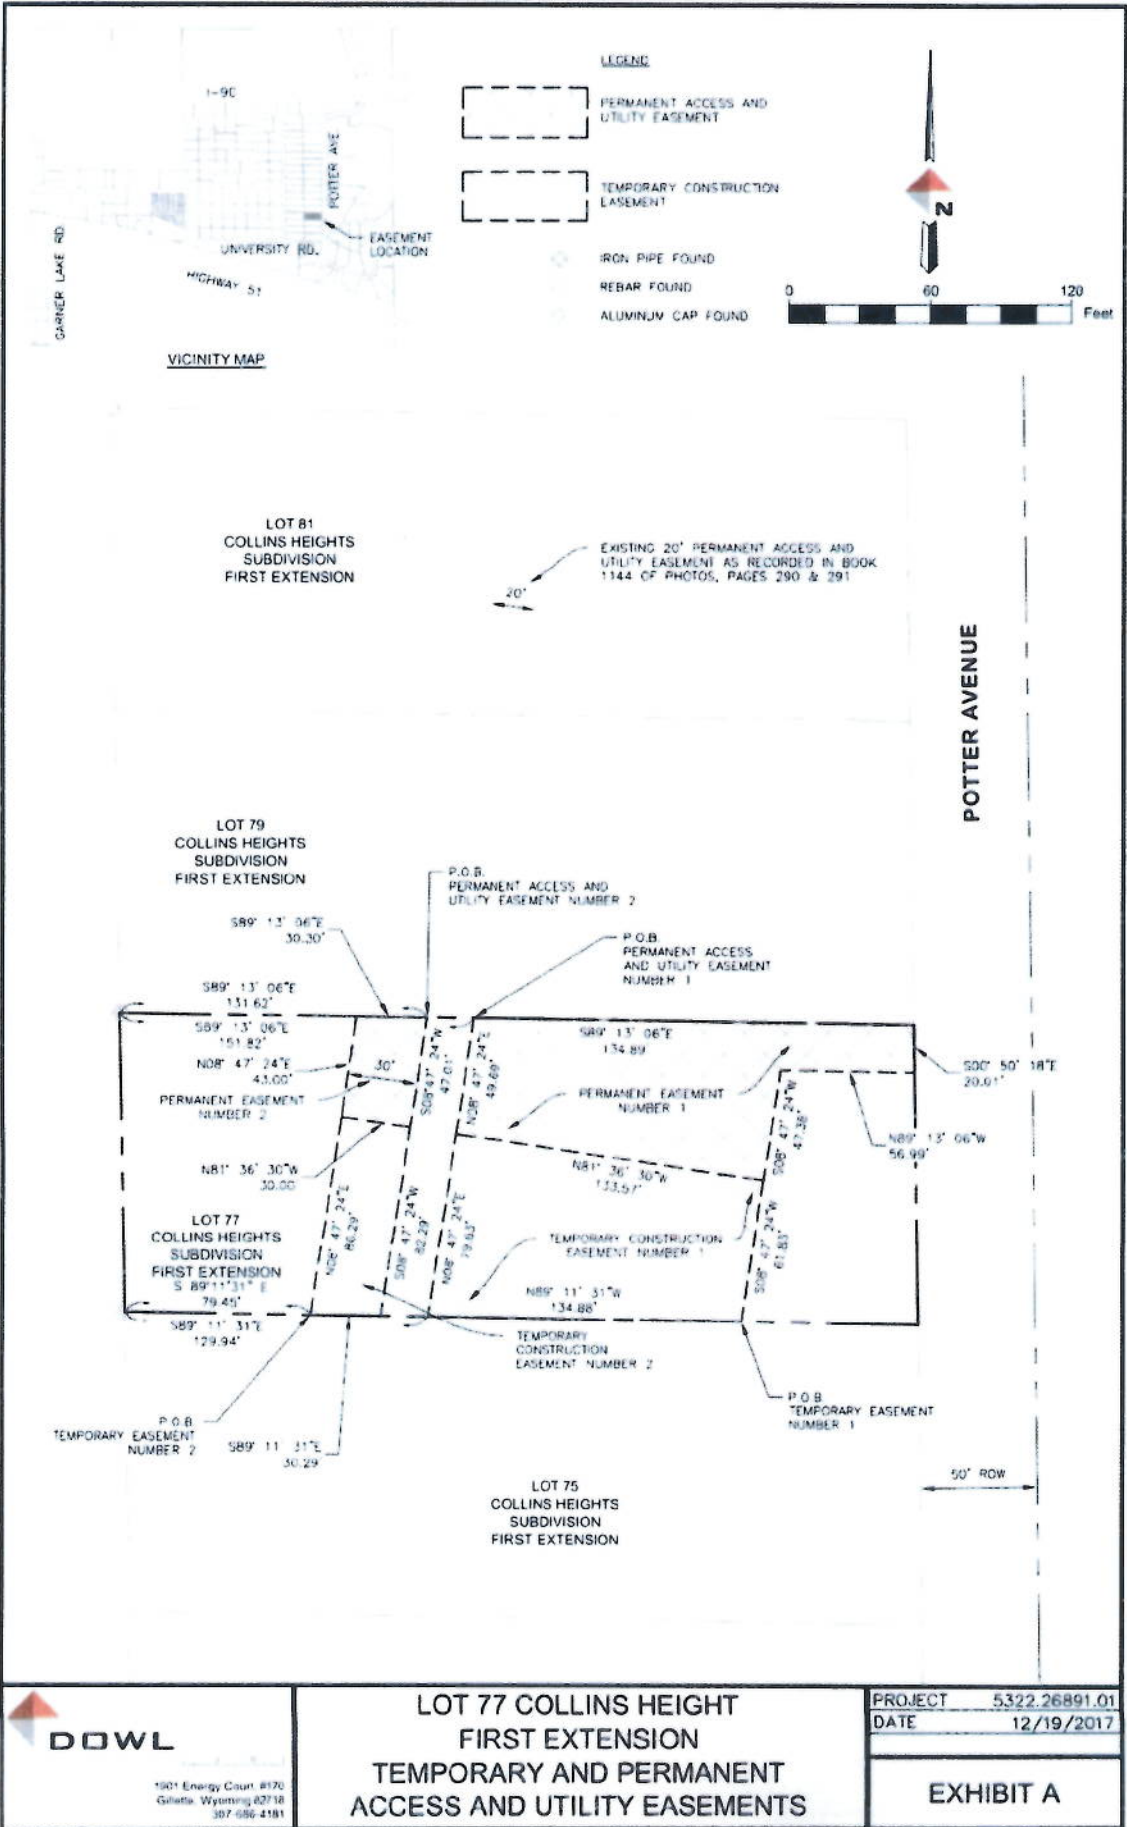 LEGEND
PERMANENT ACCESS AND
UTILITY EASEMENT
TEMPORARY CONSTRUCTION
EASEMENT
IRON PIPE FOUND
REBAR FOUND
ALUMINUM CAP FOUND
I-90
POTTER AVE
EASEMENT
LOCATION
UNIVERSITY RD.
HIGHWAY 51
GARNER LAKE RD
VICINITY MAP
N
0 60 120
Feet
LOT 81
COLLINS HEIGHTS
SUBDIVISION
FIRST EXTENSION
EXISTING 20' PERMANENT ACCESS AND
UTILITY EASEMENT AS RECORDED IN BOOK
1144 OF PHOTOS, PAGES 290 & 291
20'
POTTER AVENUE
LOT 79
COLLINS HEIGHTS
SUBDIVISION
FIRST EXTENSION
P.O.B.
PERMANENT ACCESS AND
UTILITY EASEMENT NUMBER 2
S89° 13' 06"E
30.30'
P.O.B.
PERMANENT ACCESS
AND UTILITY EASEMENT
NUMBER 1
S89° 13' 06"E
131.62'
S89° 13' 06"E
151.82'
N08° 47' 24"E
43.00'
30'
S08° 47' 24"W
47.01'
N08° 47' 24"E
49.69'
S89° 13' 06"E
134.89
S00° 50' 18"E
20.01'
PERMANENT EASEMENT
NUMBER 2
PERMANENT EASEMENT
NUMBER 1
S08° 47' 24"W
47.38'
N89° 13' 06"W
56.99'
N81° 36' 30"W
30.00
N81° 36' 30"W
133.57'
LOT 77
COLLINS HEIGHTS
SUBDIVISION
FIRST EXTENSION
S 89°11'31" E
79.45'
S89° 11' 31"E
129.94'
N08° 47' 24"E
86.29'
S08° 47' 24"W
82.29'
N08° 47' 24"E
79.63'
TEMPORARY CONSTRUCTION
EASEMENT NUMBER 1
S08° 47' 24"W
61.83'
N89° 11' 31"W
134.88'
TEMPORARY
CONSTRUCTION
EASEMENT NUMBER 2
P.O.B
TEMPORARY EASEMENT
NUMBER 2
S89° 11' 31"E
30.29
P.O.B
TEMPORARY EASEMENT
NUMBER 1
50' ROW
LOT 75
COLLINS HEIGHTS
SUBDIVISION
FIRST EXTENSION
DOWL
1901 Energy Court, #170
Gillette, Wyoming 82718
307-686-4181
LOT 77 COLLINS HEIGHT
FIRST EXTENSION
TEMPORARY AND PERMANENT
ACCESS AND UTILITY EASEMENTS
PROJECT 5322.26891.01
DATE 12/19/2017
EXHIBIT A